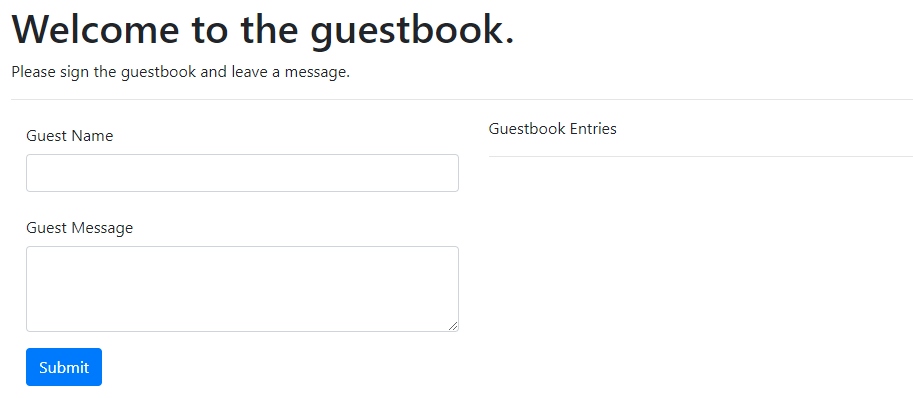 Welcome to the guestbook.
Please sign the guestbook and leave a message.
Guest Name
Guest Message
Submit
Guestbook Entries